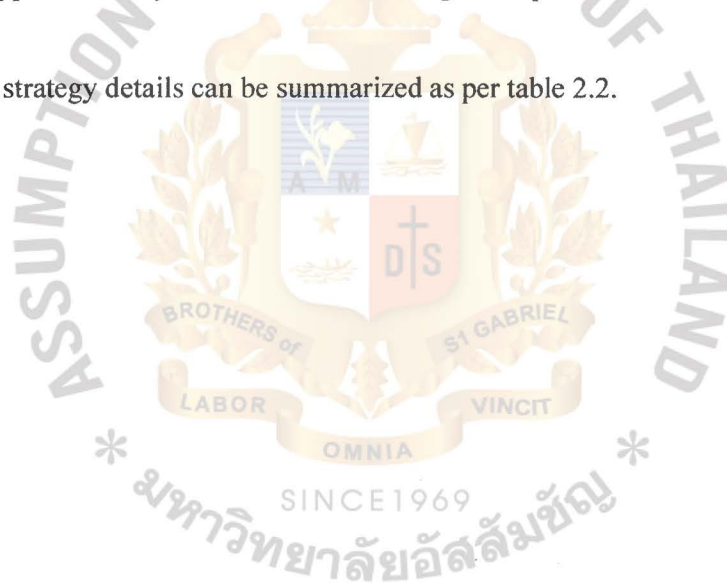 strategy details can be summarized as per table 2.2.
ASSUMPTION
OF
THAILAND
A M
D S
BROTHERS of
ST GABRIEL
LABOR
VINCIT
OMNIA
SINCE1969
* มหาวิทยาลัยอัสสัมชัญ *